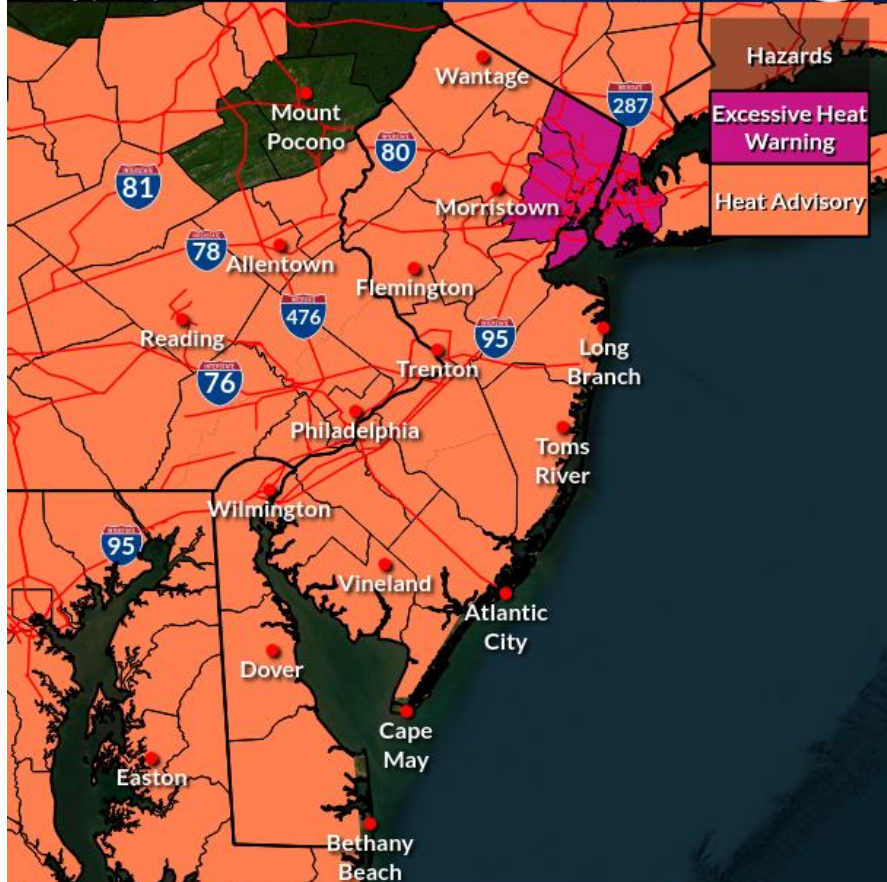 Hazards
Excessive Heat
Warning
Heat Advisory
Wantage
287
Mount
Pocono
80
81
Morristown
78
Allentown
Flemington
476
Reading
95
Long
Branch
Trenton
76
Philadelphia
Toms
River
Wilmington
95
Vineland
Atlantic
City
Dover
Cape
May
Easton
Bethany
Beach